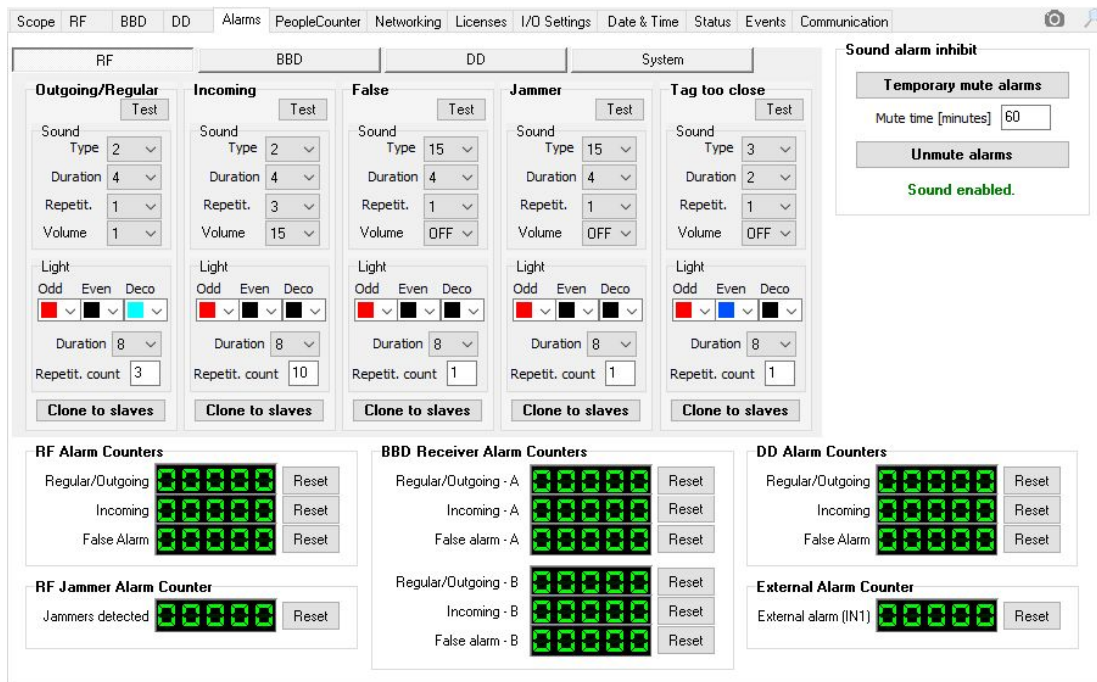 Scope RF BBD DD Alarms PeopleCounter Networking Licenses I/O Settings Date & Time Status Events Communication
RF BBD DD System
Outgoing/Regular Incoming False Jammer Tag too close
Test Test Test Test Test
Sound Sound Sound Sound Sound
Type 2 Type 2 Type 15 Type 15 Type 3
Duration 4 Duration 4 Duration 4 Duration 4 Duration 2
Repetit. 1 Repetit. 3 Repetit. 1 Repetit. 1 Repetit. 1
Volume 1 Volume 15 Volume OFF Volume OFF Volume OFF
Light Light Light Light Light
Odd Even Deco Odd Even Deco Odd Even Deco Odd Even Deco Odd Even Deco
Duration 8 Duration 8 Duration 8 Duration 8 Duration 8
Repetit. count 3 Repetit. count 10 Repetit. count 1 Repetit. count 1 Repetit. count 1
Clone to slaves Clone to slaves Clone to slaves Clone to slaves Clone to slaves
Sound alarm inhibit
Temporary mute alarms
Mute time [minutes] 60
Unmute alarms
Sound enabled.
RF Alarm Counters
Regular/Outgoing 00000 Reset
Incoming 00000 Reset
False Alarm 00000 Reset
RF Jammer Alarm Counter
Jammers detected 00000 Reset
BBD Receiver Alarm Counters
Regular/Outgoing - A 00000 Reset
Incoming - A 00000 Reset
False alarm - A 00000 Reset
Regular/Outgoing - B 00000 Reset
Incoming - B 00000 Reset
False alarm - B 00000 Reset
DD Alarm Counters
Regular/Outgoing 00000 Reset
Incoming 00000 Reset
False Alarm 00000 Reset
External Alarm Counter
External alarm (IN1) 00000 Reset